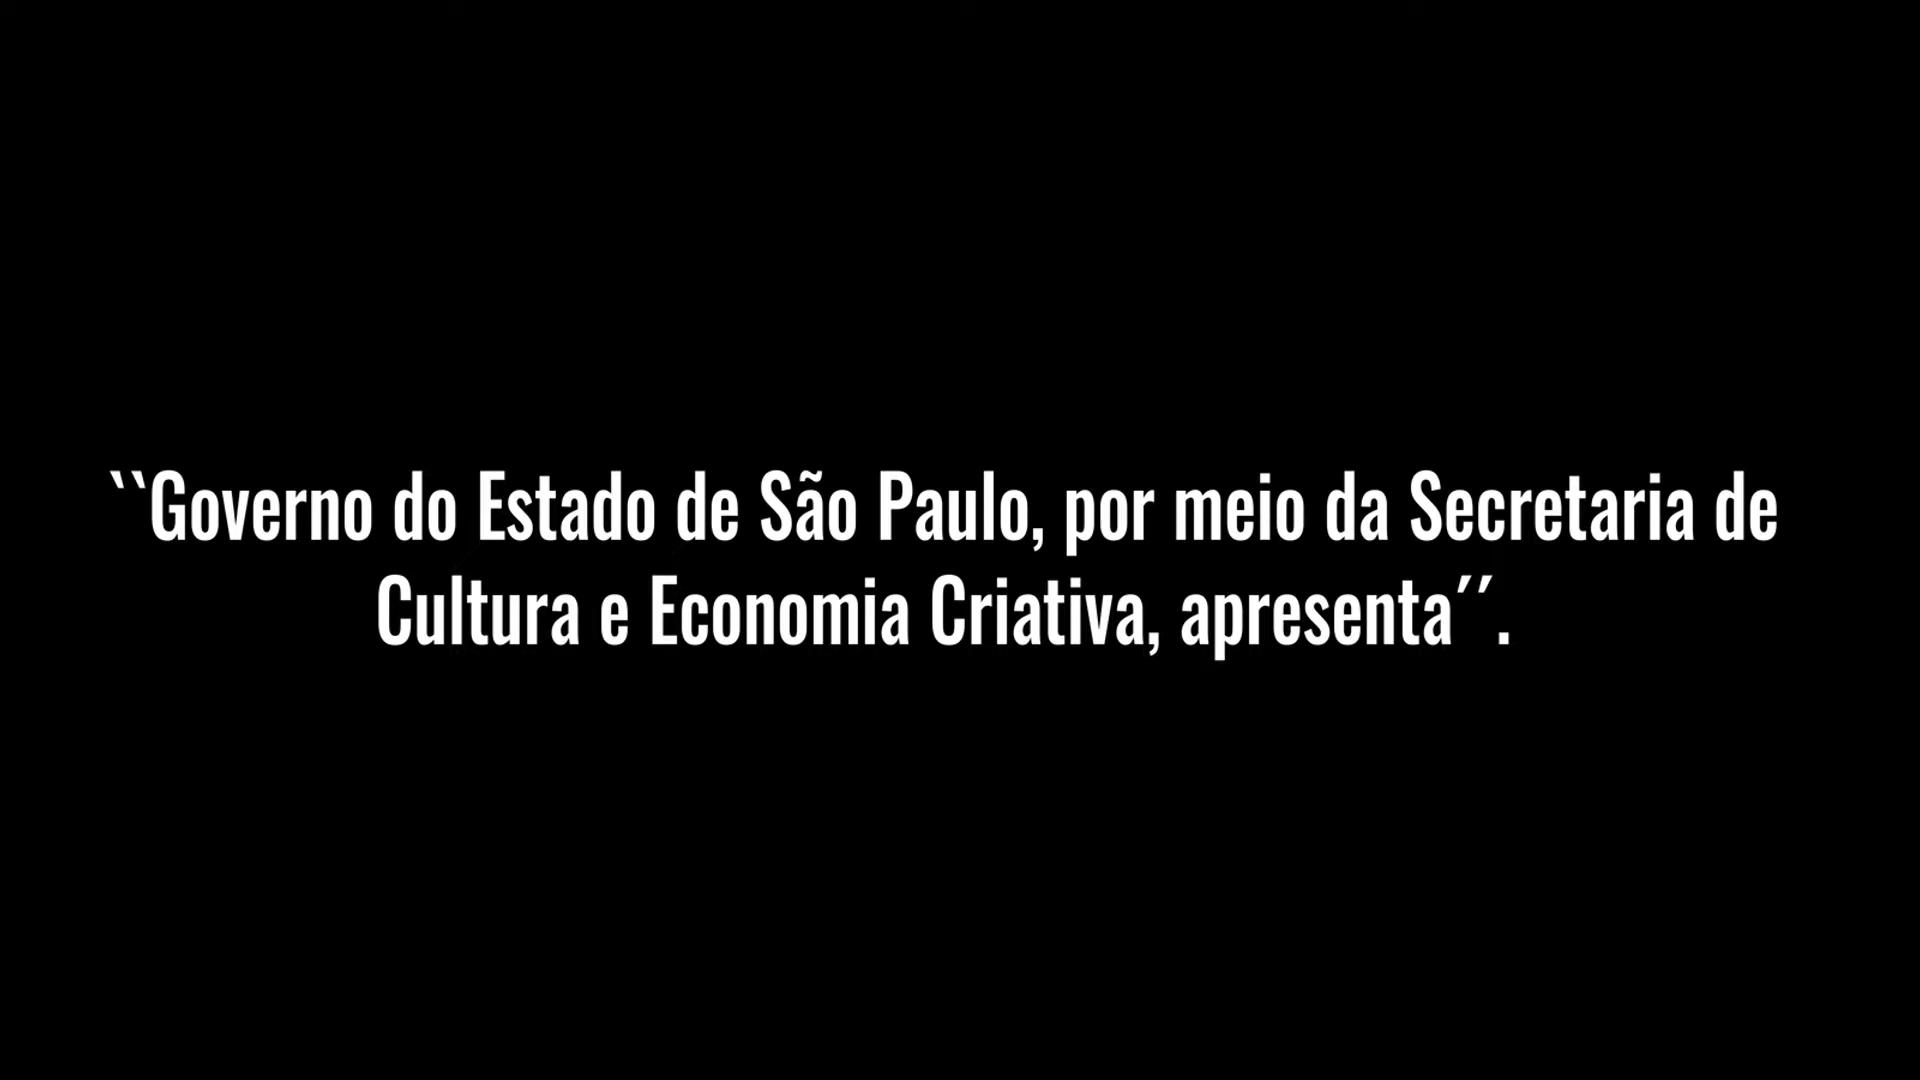 ``Governo do Estado de São Paulo, por meio da Secretaria de
Cultura e Economia Criativa, apresenta´´.